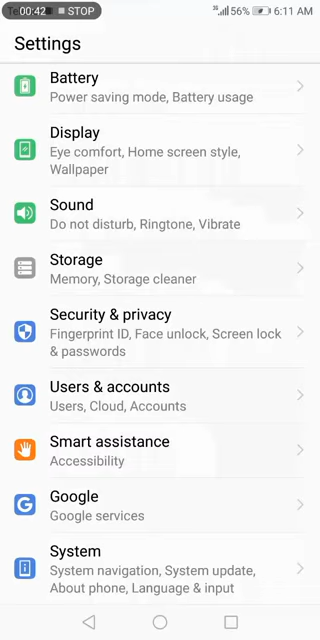 00:42 STOP
56% 6:11 AM
Settings
Battery
Power saving mode, Battery usage
Display
Eye comfort, Home screen style,
Wallpaper
Sound
Do not disturb, Ringtone, Vibrate
Storage
Memory, Storage cleaner
Security & privacy
Fingerprint ID, Face unlock, Screen lock
& passwords
Users & accounts
Users, Cloud, Accounts
Smart assistance
Accessibility
Google
Google services
System
System navigation, System update,
About phone, Language & input